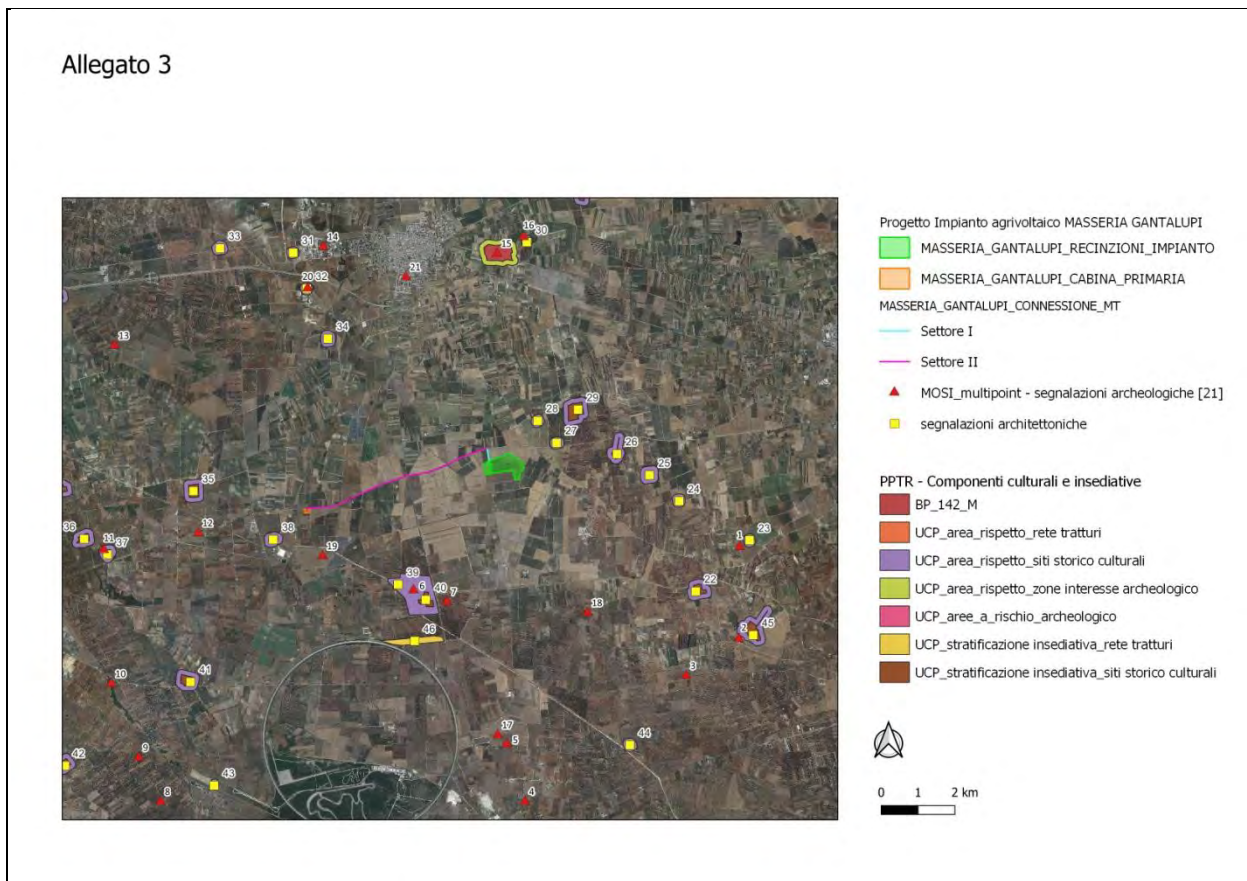 Allegato 3
16
30
33
31
14
15
21
20
32
34
13
29
28
27
26
25
35
24
36
12
11
37
38
19
1
23
39
6
40
7
22
18
46
2
45
41
10
3
17
5
44
42
9
43
8
4
Progetto Impianto agrivoltaico MASSERIA GANTALUPI
MASSERIA_GANTALUPI_RECINZIONI_IMPIANTO
MASSERIA_GANTALUPI_CABINA_PRIMARIA
MASSERIA_GANTALUPI_CONNESSIONE_MT
Settore I
Settore II
MOSI_multipoint - segnalazioni archeologiche [21]
segnalazioni architettoniche
PPTR - Componenti culturali e insediative
BP_142_M
UCP_area_rispetto_rete tratturi
UCP_area_rispetto_siti storico culturali
UCP_area_rispetto_zone interesse archeologico
UCP_aree_a_rischio_archeologico
UCP_stratificazione insediativa_rete tratturi
UCP_stratificazione insediativa_siti storico culturali
0 1 2 km